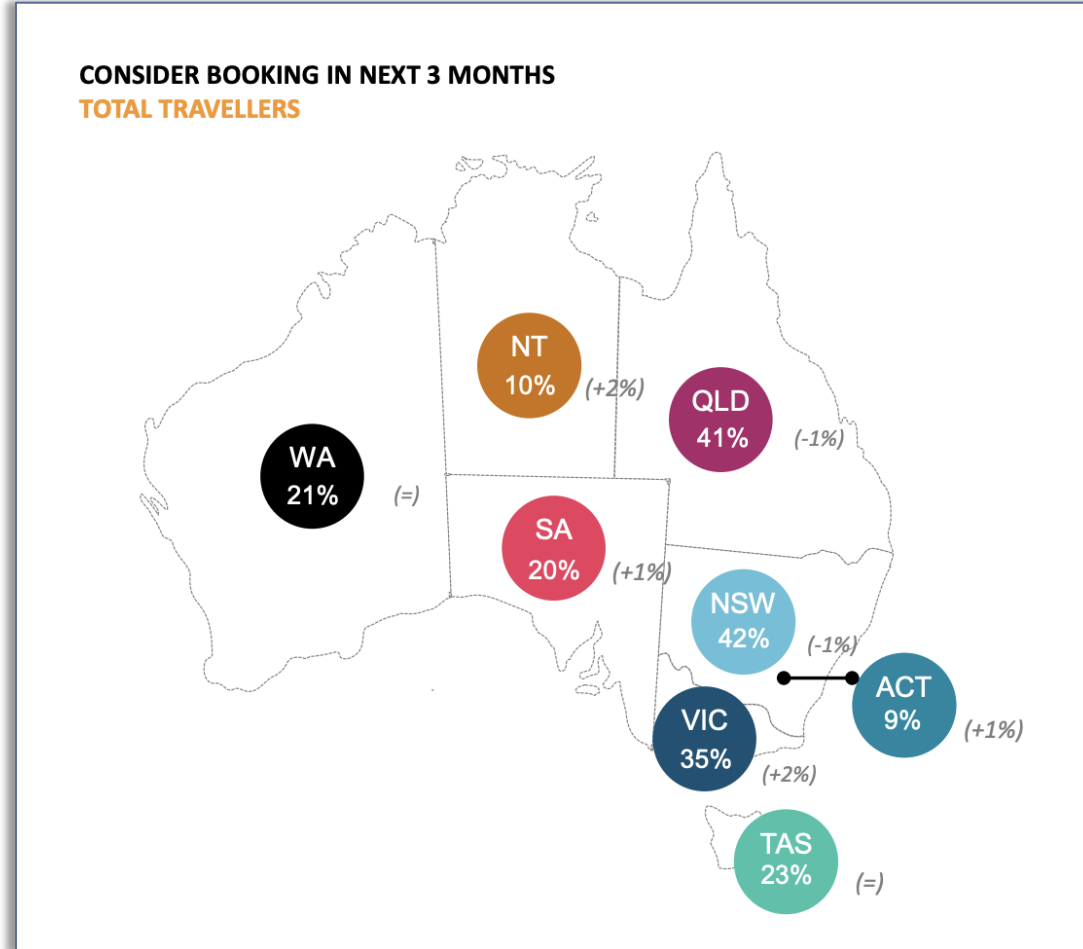 CONSIDER BOOKING IN NEXT 3 MONTHS
TOTAL TRAVELLERS
NT
10%
(+2%)
QLD
41%
(-1%)
WA
21%
(=)
SA
20%
(+1%)
NSW
42%
(-1%)
ACT
9%
(+1%)
VIC
35%
(+2%)
TAS
23%
(=)